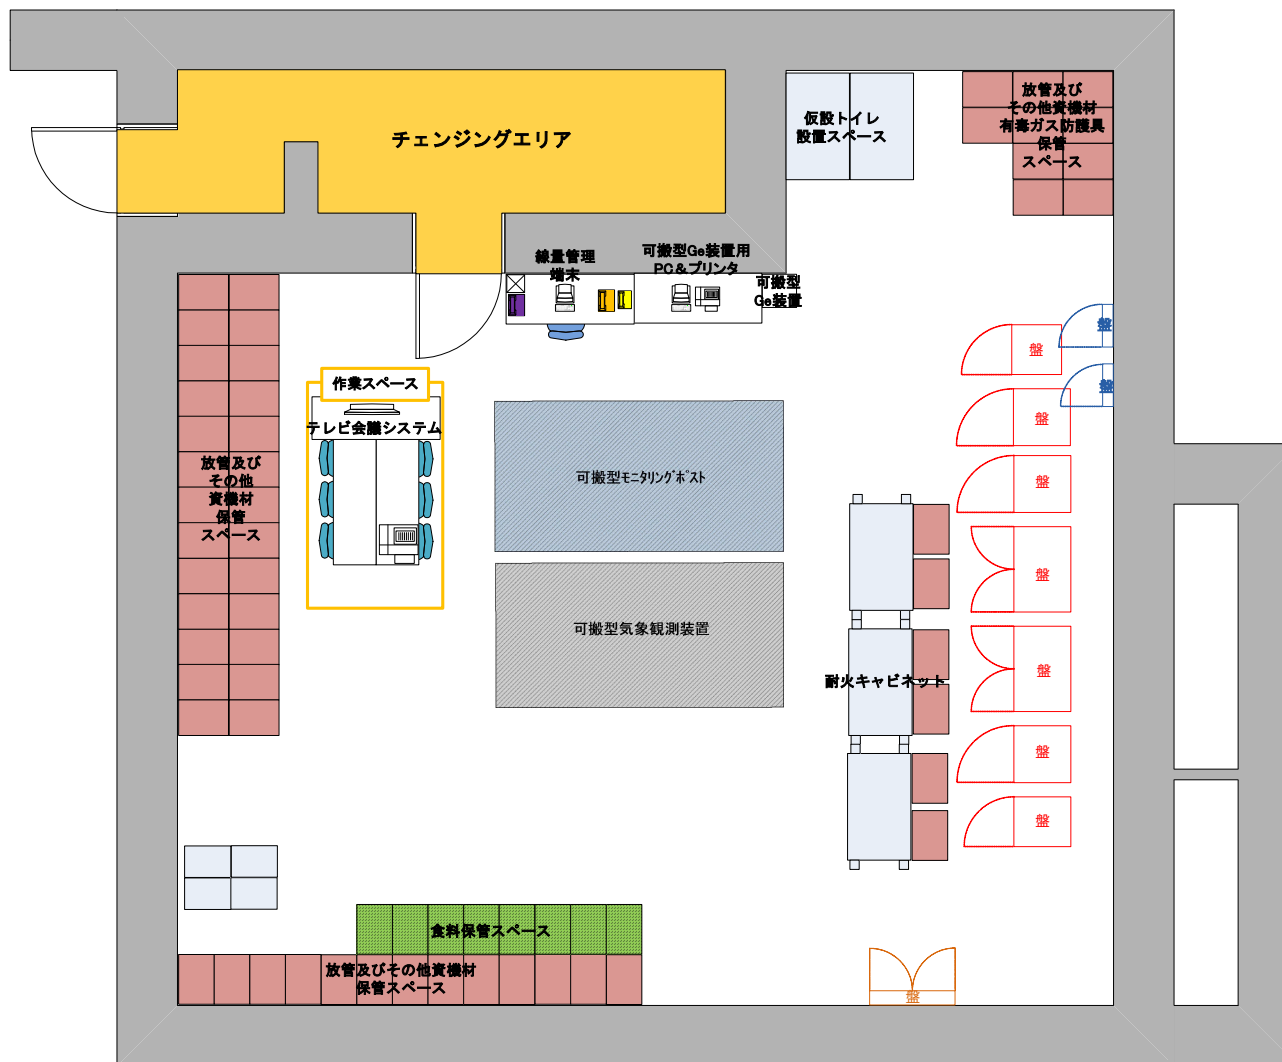 チェンジングエリア
仮設トイレ
設置スペース
放管及び
その他資機材
有毒ガス防護具
保管
スペース
線量管理
端末
可搬型Ge装置用
PC＆プリンタ
可搬型
Ge装置
盤
盤
盤
盤
盤
盤
盤
盤
盤
作業スペース
テレビ会議システム
放管及び
その他
資機材
保管
スペース
可搬型ﾓﾆﾀﾘﾝｸﾞﾎﾟｽﾄ
可搬型気象観測装置
耐火キャビネット
食料保管スペース
放管及びその他資機材
保管スペース
盤